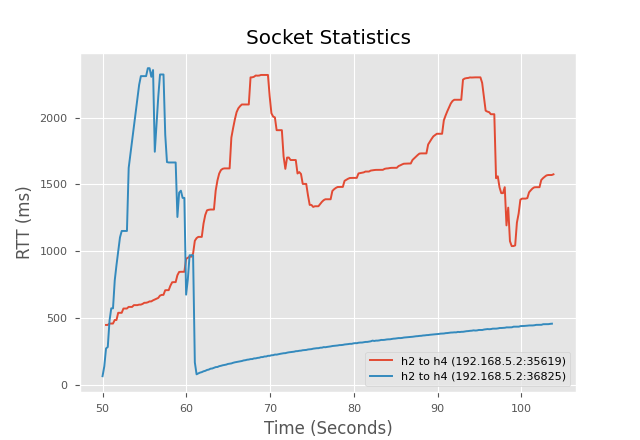 Socket Statistics
RTT (ms)
2000
1500
1000
500
0
50
60
70
80
90
100
Time (Seconds)
h2 to h4 (192.168.5.2:35619)
h2 to h4 (192.168.5.2:36825)